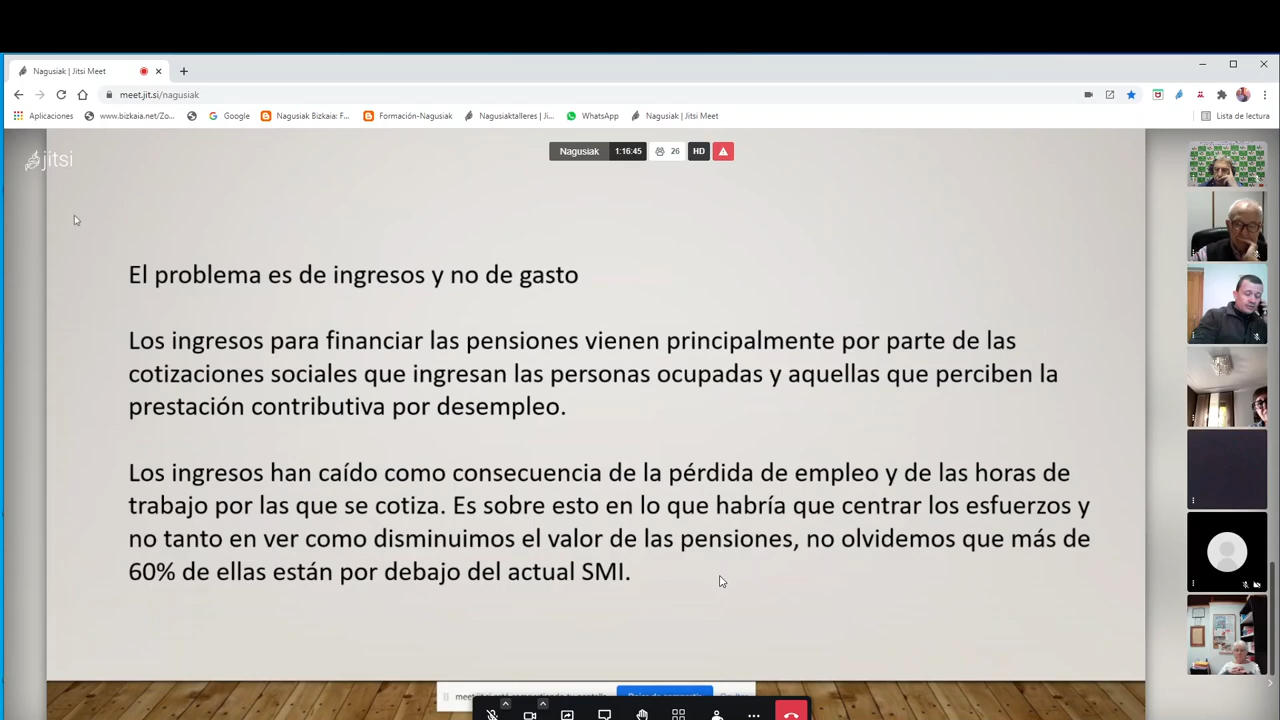 Nagusiak | Jitsi Meet
meet.jit.si/nagusiak
Aplicaciones www.bizkaia.net/Zo... Google Nagusiak Bizkaia: F... Formación-Nagusiak Nagusiaktalleres | Ji... WhatsApp Nagusiak | Jitsi Meet Lista de lectura
jitsi
Nagusiak 1:16:45 26 HD
El problema es de ingresos y no de gasto
Los ingresos para financiar las pensiones vienen principalmente por parte de las
cotizaciones sociales que ingresan las personas ocupadas y aquellas que perciben la
prestación contributiva por desempleo.
Los ingresos han caído como consecuencia de la pérdida de empleo y de las horas de
trabajo por las que se cotiza. Es sobre esto en lo que habría que centrar los esfuerzos y
no tanto en ver como disminuimos el valor de las pensiones, no olvidemos que más de
60% de ellas están por debajo del actual SMI.